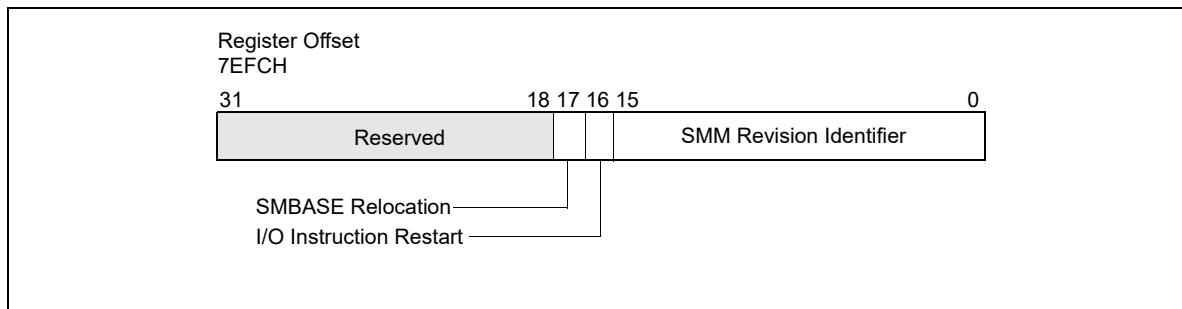 Register Offset
7EFCH
31 18 17 16 15 0
Reserved SMM Revision Identifier
SMBASE Relocation
I/O Instruction Restart